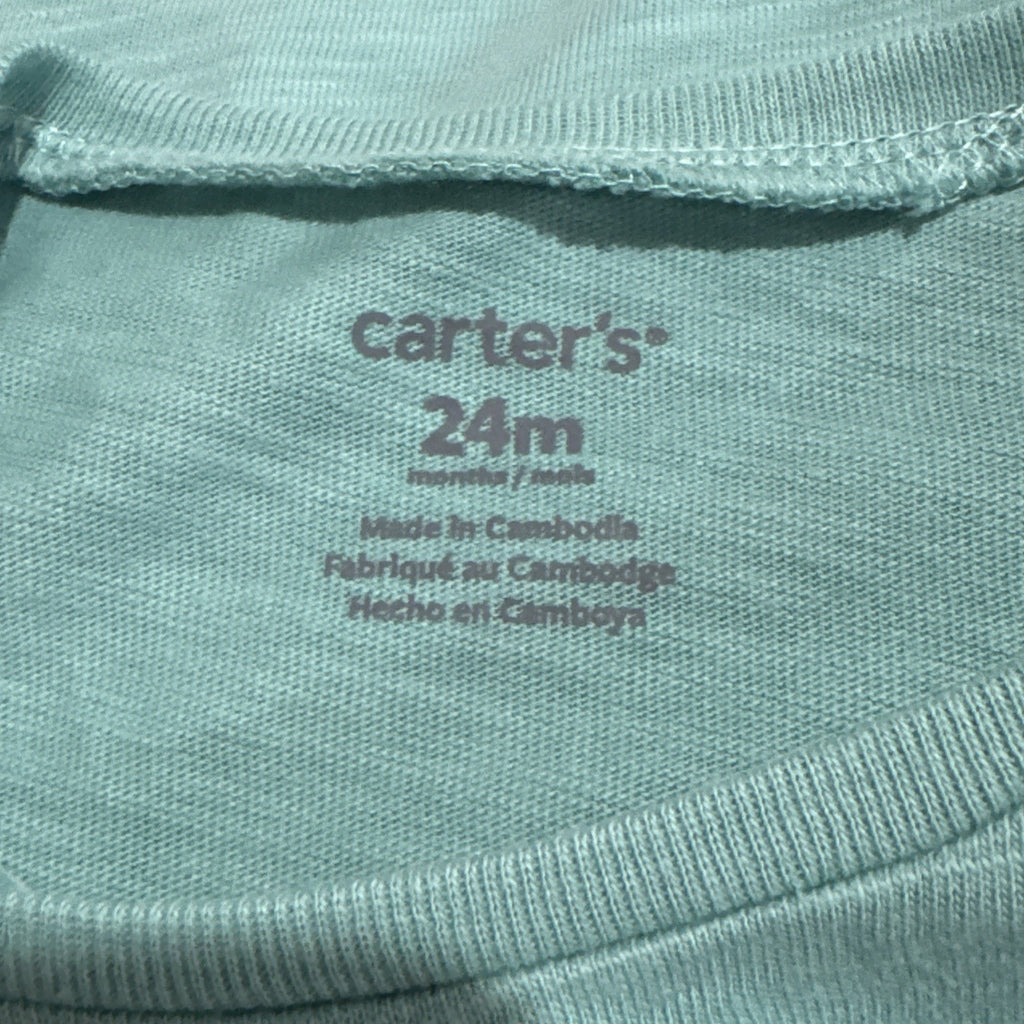 carter's®
24m
months / mois
Made in Cambodia
Fabriqué au Cambodge
Hecho en Camboya